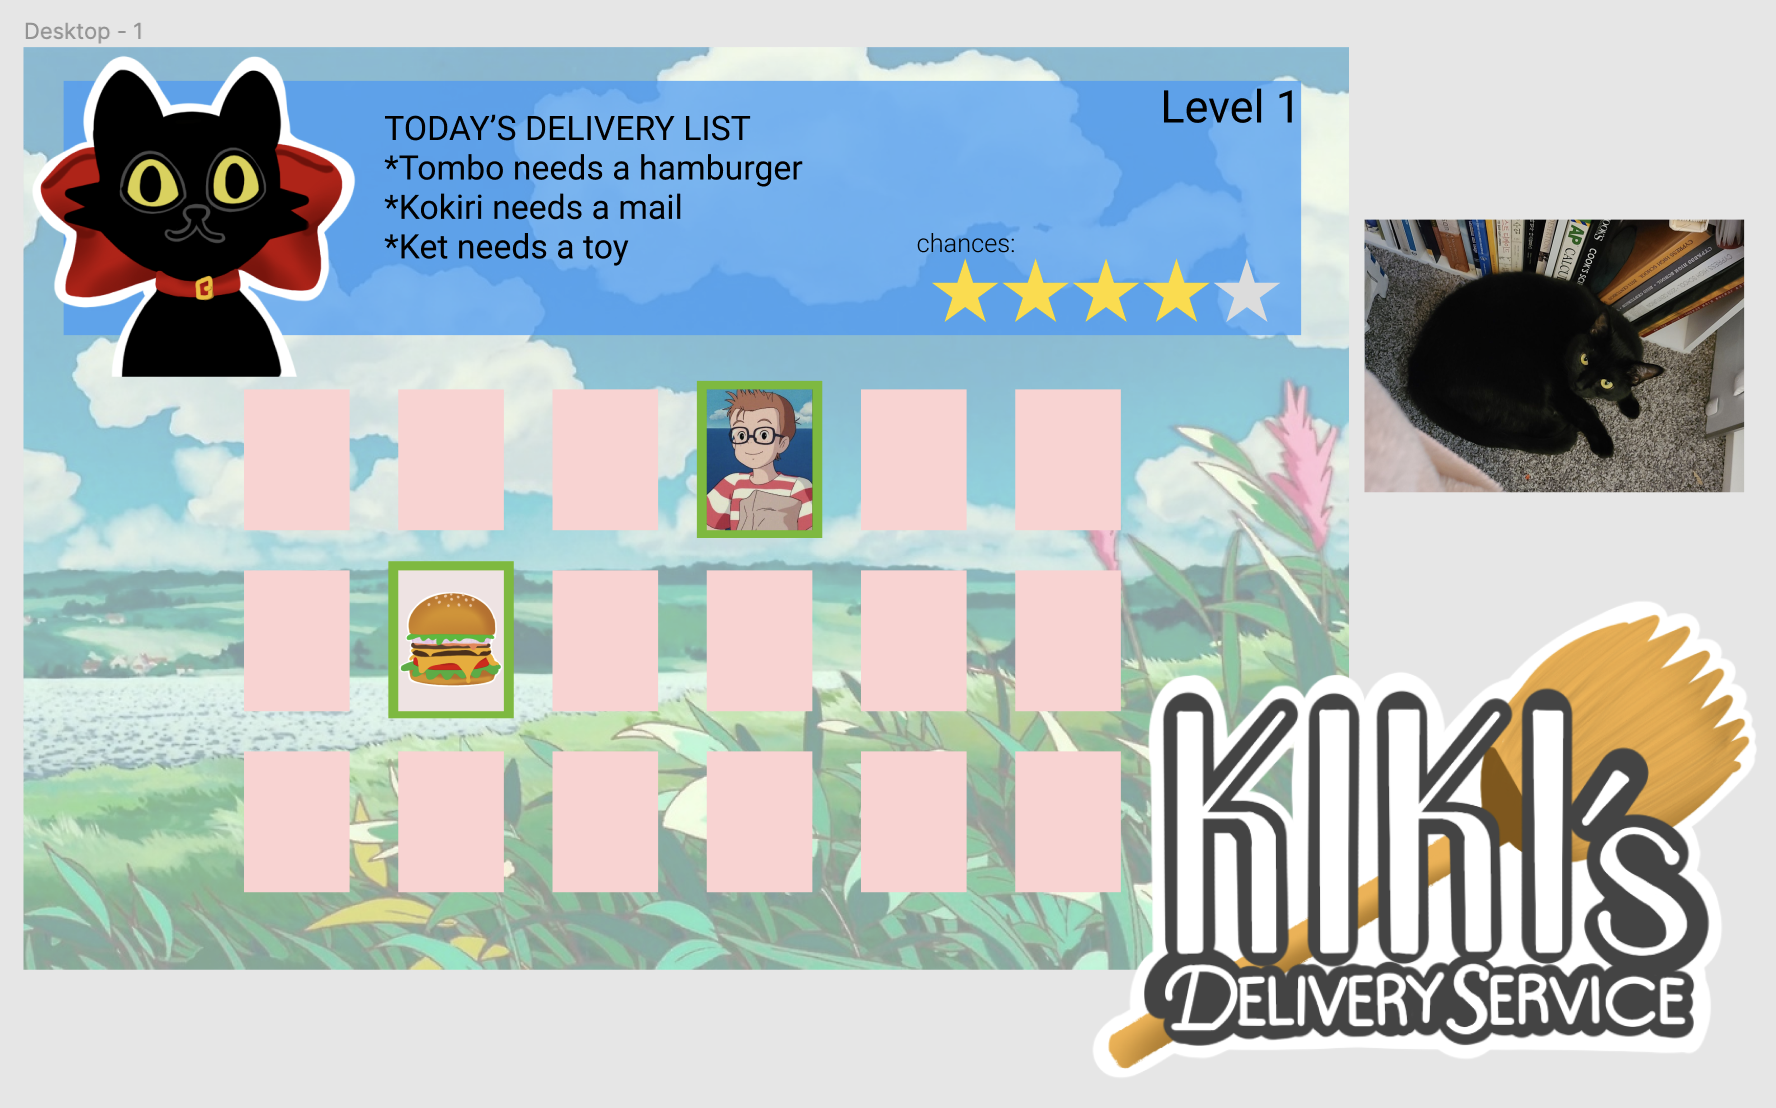 Desktop - 1
Level 1
TODAY'S DELIVERY LIST
*Tombo needs a hamburger
*Kokiri needs a mail
*Ket needs a toy
chances:
COOK'S
KIKI's
DELIVERY SERVICE